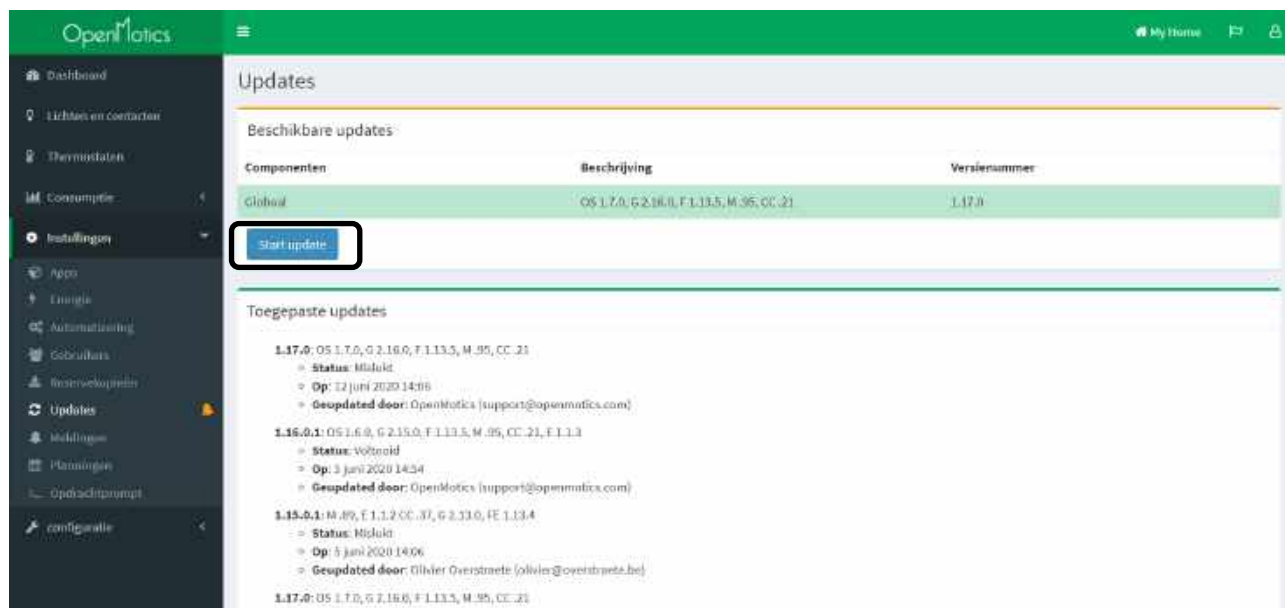 OpenMotics
My Home
Dashboard
Lichten en contacten
Thermostaten
Consumptie
Instellingen
Apps
Energie
Automatisering
Gebruikers
Reservekopieën
Updates
Meldingen
Planningen
Opdrachtprompt
configuratie
Updates
Beschikbare updates
Componenten Beschrijving Versienummer
Globaal OS 1.7.0, G 2.16.0, F 1.13.5, M .95, CC .21 1.17.0
Start update
Toegepaste updates
1.17.0: OS 1.7.0, G 2.16.0, F 1.13.5, M .95, CC .21
Status: Mislukt
Op: 12 juni 2020 14:06
Geupdated door: OpenMotics (support@openmotics.com)
1.16.0.1: OS 1.6.0, G 2.15.0, F 1.13.5, M .95, CC .21, E 1.1.3
Status: Voltooid
Op: 5 juni 2020 14:54
Geupdated door: OpenMotics (support@openmotics.com)
1.15.0.1: M .89, E 1.1.2 CC .37, G 2.13.0, FE 1.13.4
Status: Mislukt
Op: 5 juni 2020 14:06
Geupdated door: Olivier Overstraete (olivier@overstraete.be)
1.17.0: OS 1.7.0, G 2.16.0, F 1.13.5, M .95, CC .21